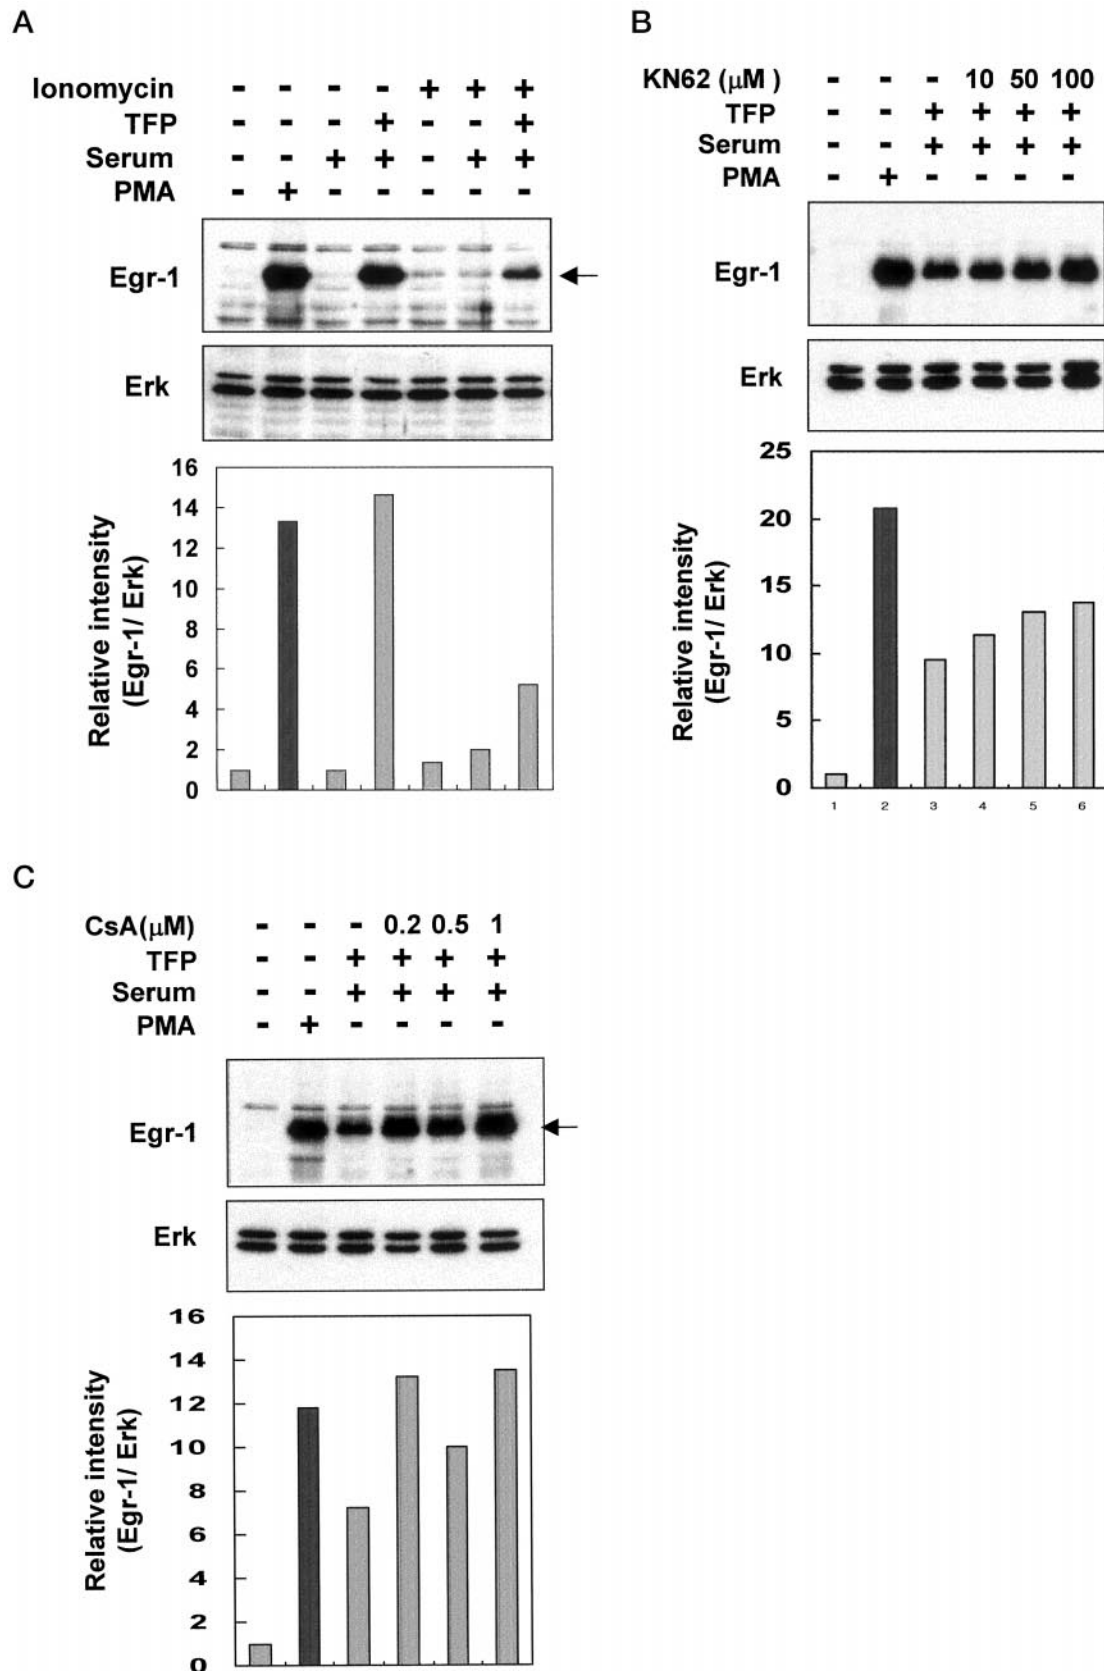 A
Ionomycin - - - - + + +
TFP - - - + - - +
Serum - - + + - + +
PMA - + - - - - -
Egr-1
Erk
Relative intensity
(Egr-1/ Erk)
16
14
12
10
8
6
4
2
0
B
KN62 (μM ) - - - 10 50 100
TFP - - + + + +
Serum - - + + + +
PMA - + - - - -
Egr-1
Erk
Relative intensity
(Egr-1/ Erk)
25
20
15
10
5
0
1 2 3 4 5 6
C
CsA(μM) - - - 0.2 0.5 1
TFP - - + + + +
Serum - - + + + +
PMA - + - - - -
Egr-1
Erk
Relative intensity
(Egr-1/ Erk)
16
14
12
10
8
6
4
2
0